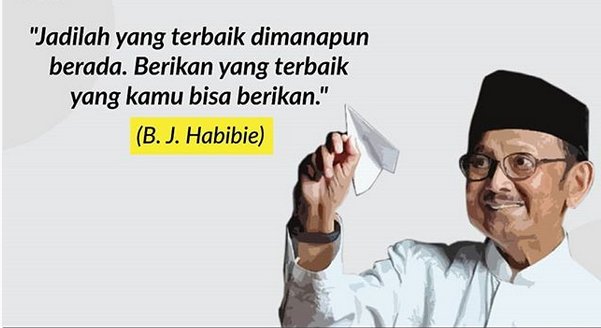 "Jadilah yang terbaik dimanapun
berada. Berikan yang terbaik
yang kamu bisa berikan."
(B. J. Habibie)